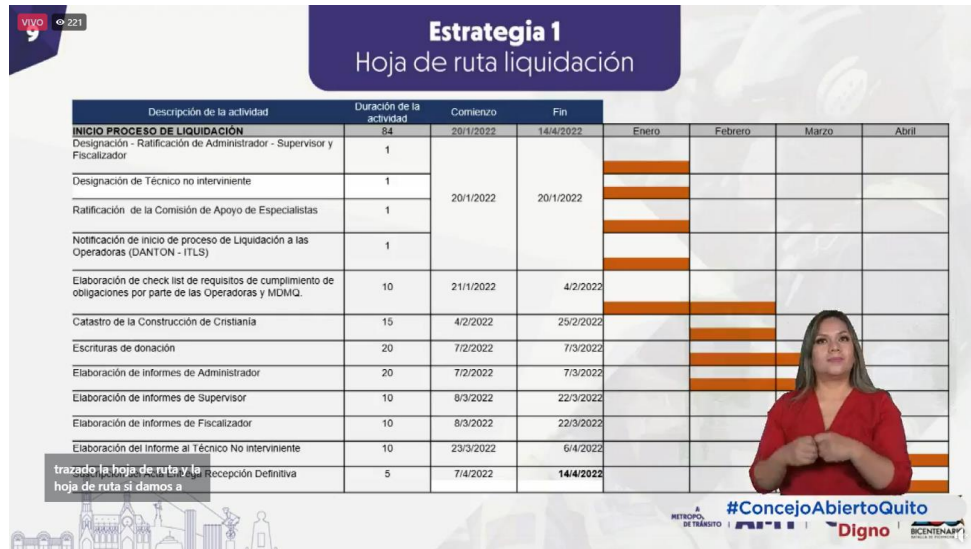 VIVO 221
9
Estrategia 1
Hoja de ruta liquidación
Descripción de la actividad Duración de la actividad Comienzo Fin
INICIO PROCESO DE LIQUIDACIÓN 84 20/1/2022 14/4/2022 Enero Febrero Marzo Abril
Designación - Ratificación de Administrador - Supervisor y
Fiscalizador 1
Designación de Técnico no interviniente 1
20/1/2022 20/1/2022
Ratificación de la Comisión de Apoyo de Especialistas 1
Notificación de inicio de proceso de Liquidación a las
Operadoras (DANTON - ITLS) 1
Elaboración de check list de requisitos de cumplimiento de
obligaciones por parte de las Operadoras y MDMQ. 10 21/1/2022 4/2/2022
Catastro de la Construcción de Cristianía 15 4/2/2022 25/2/2022
Escrituras de donación 20 7/2/2022 7/3/2022
Elaboración de informes de Administrador 20 7/2/2022 7/3/2022
Elaboración de informes de Supervisor 10 8/3/2022 22/3/2022
Elaboración de informes de Fiscalizador 10 8/3/2022 22/3/2022
Elaboración del Informe al Técnico No interviniente 10 23/3/2022 6/4/2022
Recepción Definitiva 5 7/4/2022 14/4/2022
trazado la hoja de ruta y la
hoja de ruta si damos a
#ConcejoAbiertoQuito
Digno
METROPO
DE TRÁNSITO
BICENTENARIO